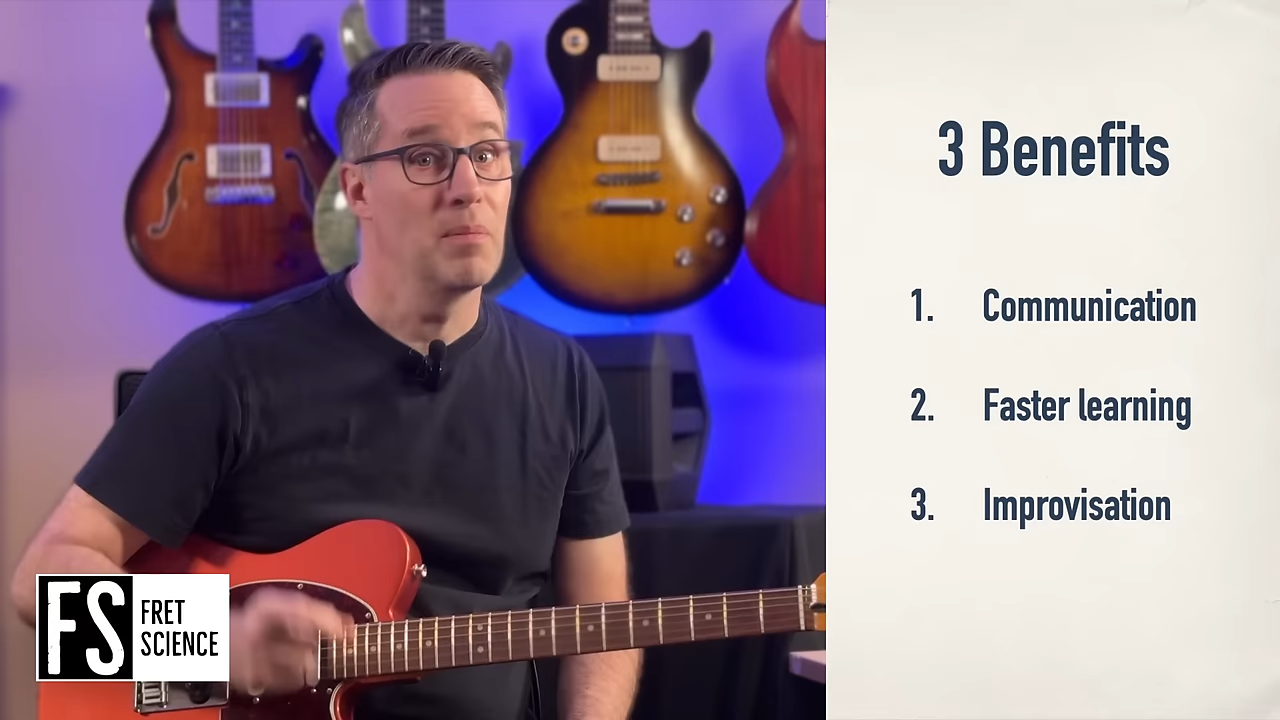 3 Benefits
1. Communication
2. Faster learning
3. Improvisation
FS
FRET
SCIENCE